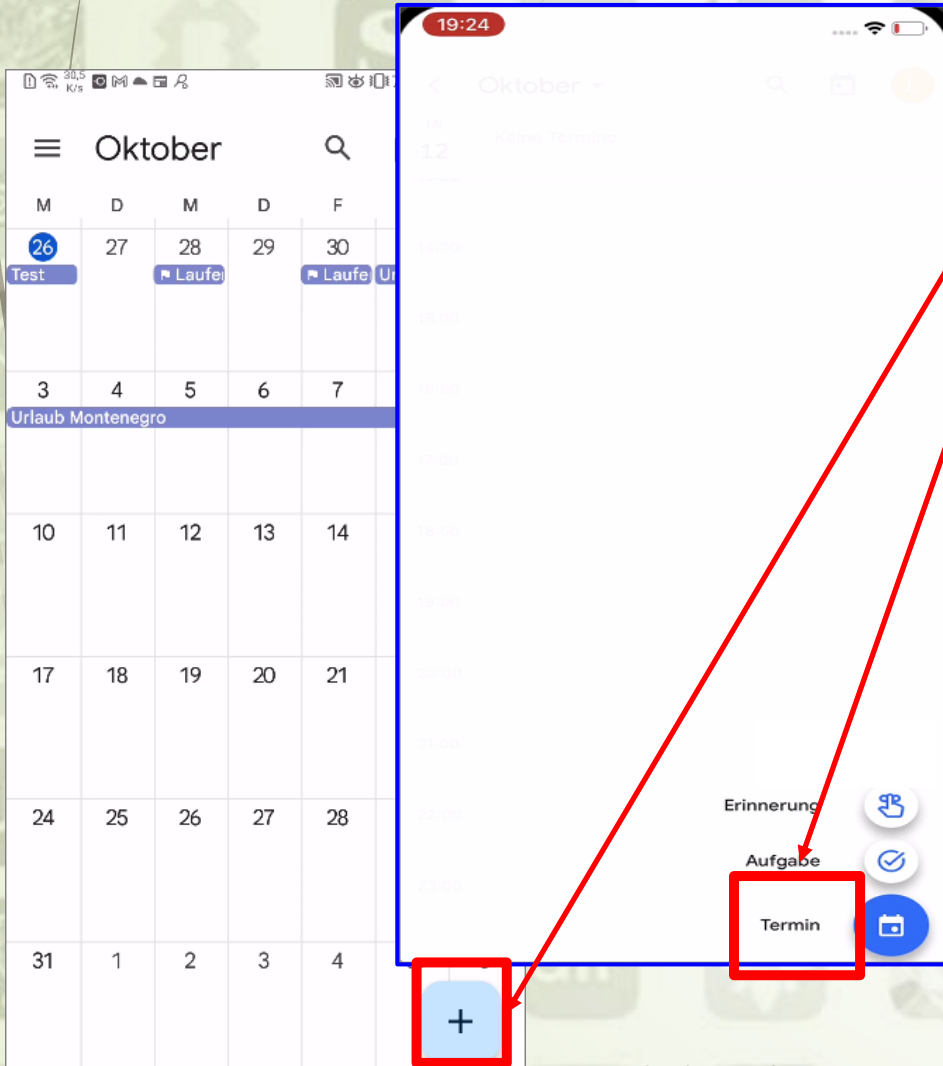 30,5
K/s
Oktober
M D M D F
26 27 28 29 30
Test Laufe Laufe
3 4 5 6 7
Urlaub Montenegro
10 11 12 13 14
17 18 19 20 21
24 25 26 27 28
31 1 2 3 4
+
19:24
Oktober
12
Keine Termine
Erinnerung
Aufgabe
Termin